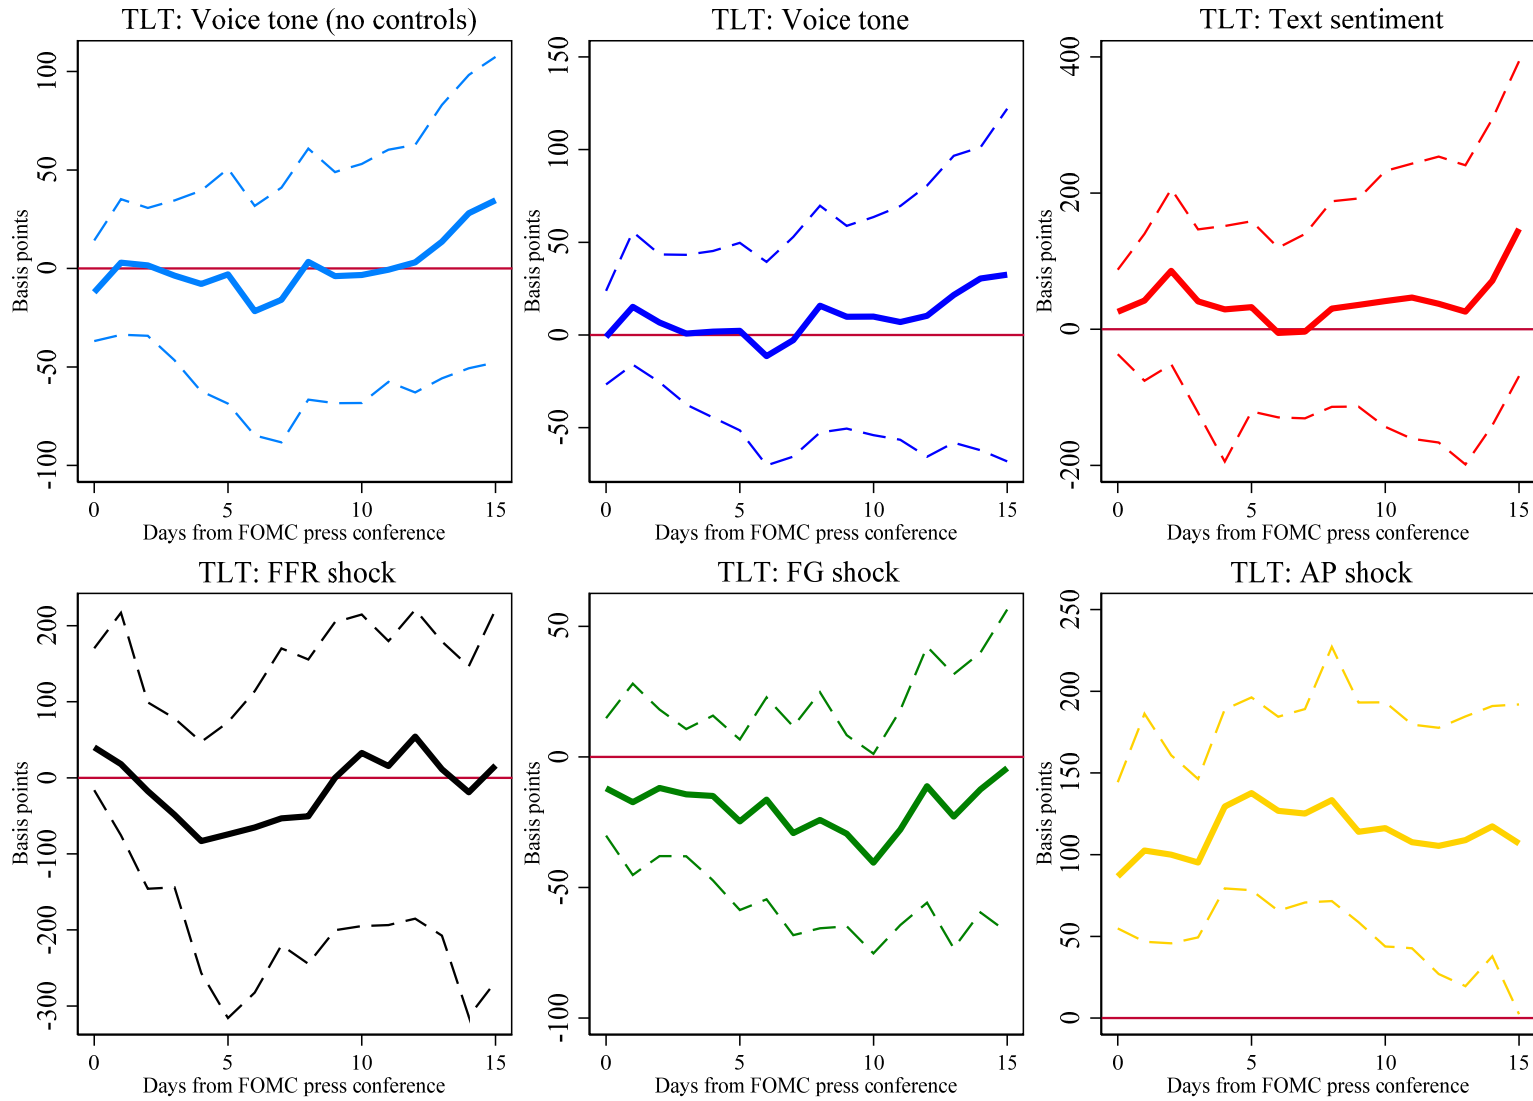 TLT: Voice tone (no controls)
Basis points
100
50
0
-50
-100
0 5 10 15
Days from FOMC press conference
TLT: Voice tone
Basis points
150
100
50
0
-50
0 5 10 15
Days from FOMC press conference
TLT: Text sentiment
Basis points
400
200
0
-200
0 5 10 15
Days from FOMC press conference
TLT: FFR shock
Basis points
200
100
0
-100
-200
-300
0 5 10 15
Days from FOMC press conference
TLT: FG shock
Basis points
50
0
-50
-100
0 5 10 15
Days from FOMC press conference
TLT: AP shock
Basis points
250
200
150
100
50
0
0 5 10 15
Days from FOMC press conference